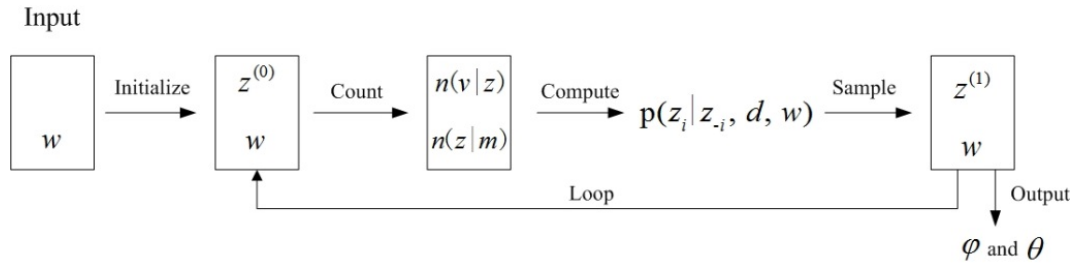 Input
w
Initialize
z^(0)
w
Count
n(v|z)
n(z|m)
Compute
p(z_i|z_-i, d, w)
Sample
z^(1)
w
Loop
Output
φ and θ